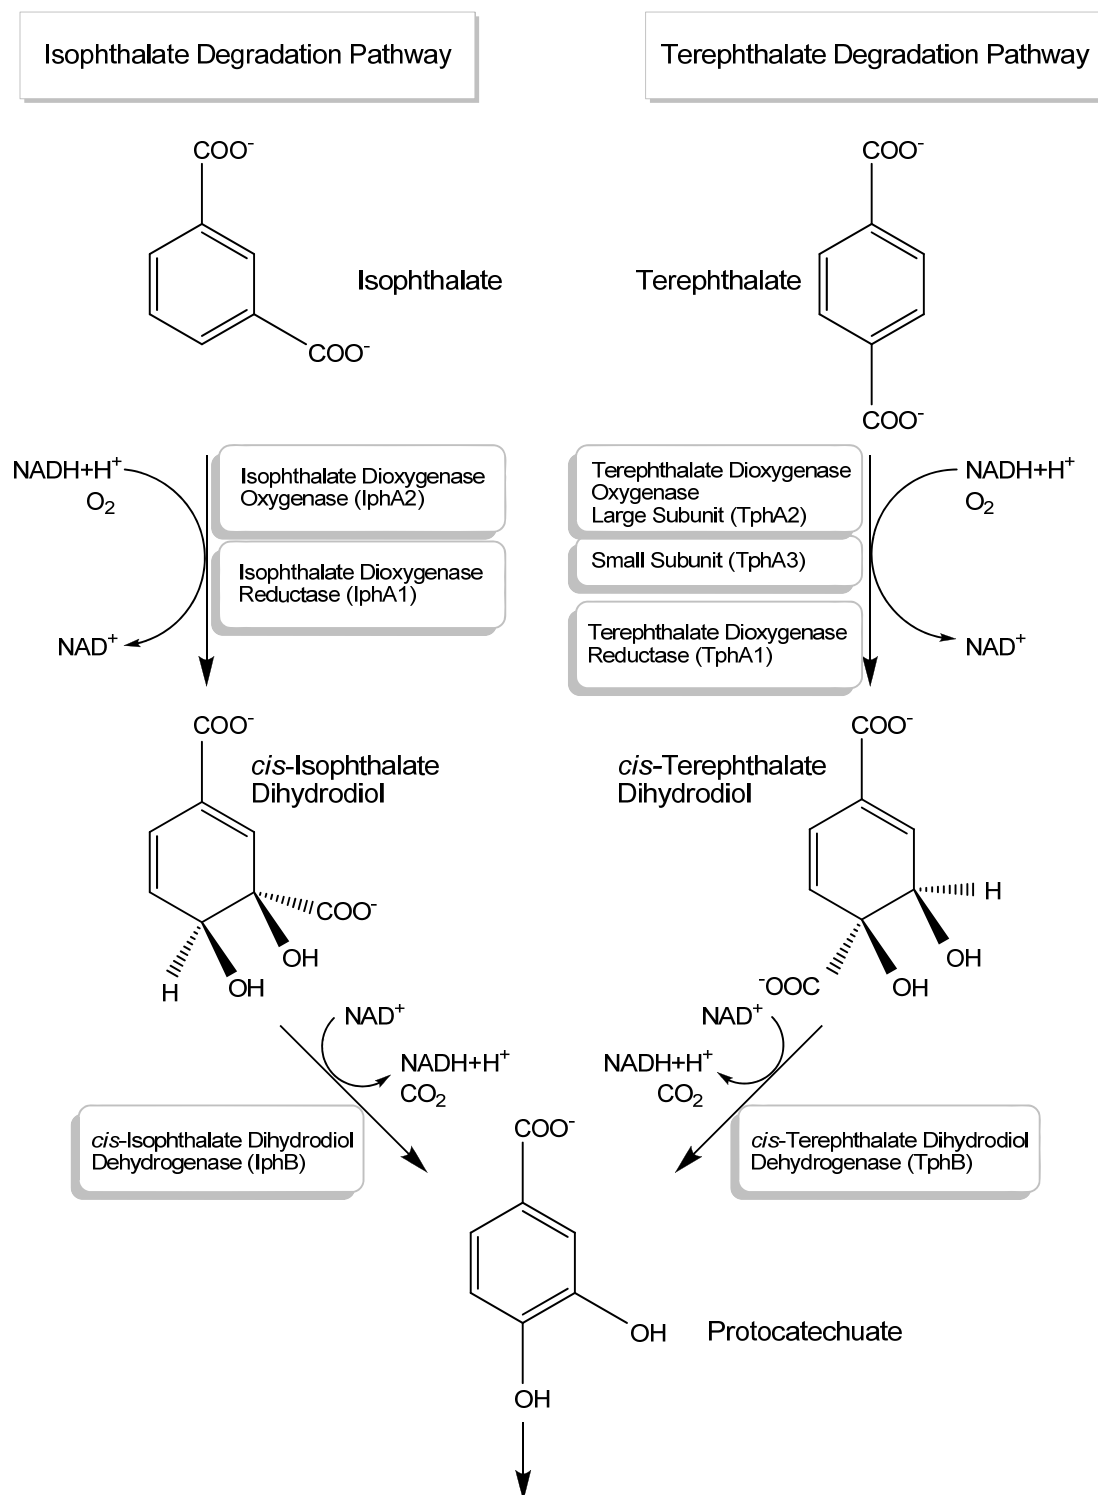 Isophthalate Degradation Pathway
Terephthalate Degradation Pathway
COO⁻
COO⁻
Isophthalate
Terephthalate
COO⁻
COO⁻
NADH+H⁺
O₂
NAD⁺
Isophthalate Dioxygenase
Oxygenase (IphA2)
Isophthalate Dioxygenase
Reductase (IphA1)
Terephthalate Dioxygenase
Oxygenase
Large Subunit (TphA2)
Small Subunit (TphA3)
Terephthalate Dioxygenase
Reductase (TphA1)
NADH+H⁺
O₂
NAD⁺
COO⁻
cis-Isophthalate
Dihydrodiol
COO⁻
OH
OH
H
cis-Terephthalate
Dihydrodiol
COO⁻
H
OH
OH
⁻OOC
NAD⁺
NADH+H⁺
CO₂
NAD⁺
NADH+H⁺
CO₂
cis-Isophthalate Dihydrodiol
Dehydrogenase (IphB)
cis-Terephthalate Dihydrodiol
Dehydrogenase (TphB)
COO⁻
OH
OH
Protocatechuate